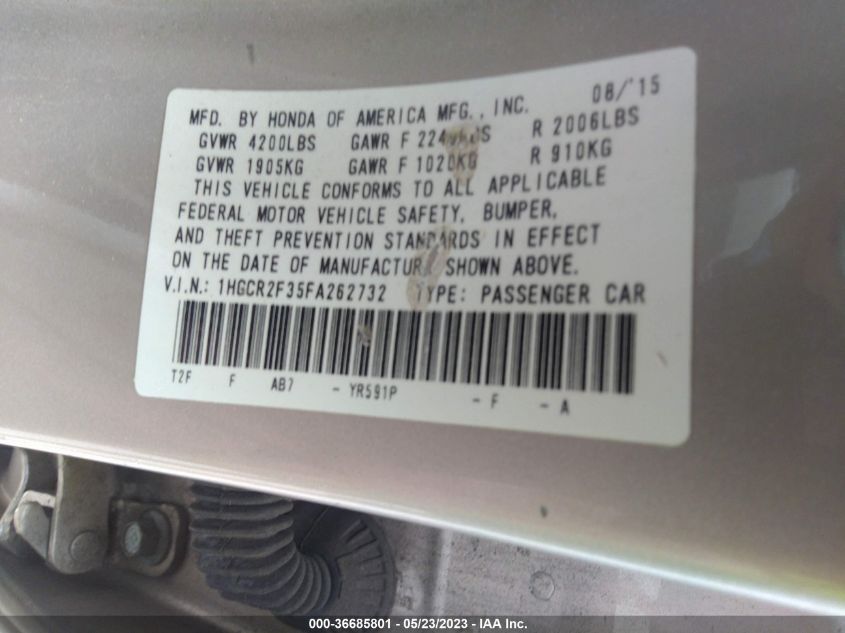 MFD. BY HONDA OF AMERICA MFG., INC. 08/'15
GVWR 4200LBS GAWR F R 2006LBS
GVWR 1905KG GAWR F 1020KG R 910KG
THIS VEHICLE CONFORMS TO ALL APPLICABLE
FEDERAL MOTOR VEHICLE SAFETY, BUMPER,
AND THEFT PREVENTION STANDARDS IN EFFECT
ON THE DATE OF MANUFACTURE SHOWN ABOVE.
V.I.N.: 1HGCR2F35FA262732 TYPE: PASSENGER CAR
T2F F AB7 - YR591P - F - A
000-36685801 - 05/23/2023 - IAA Inc.